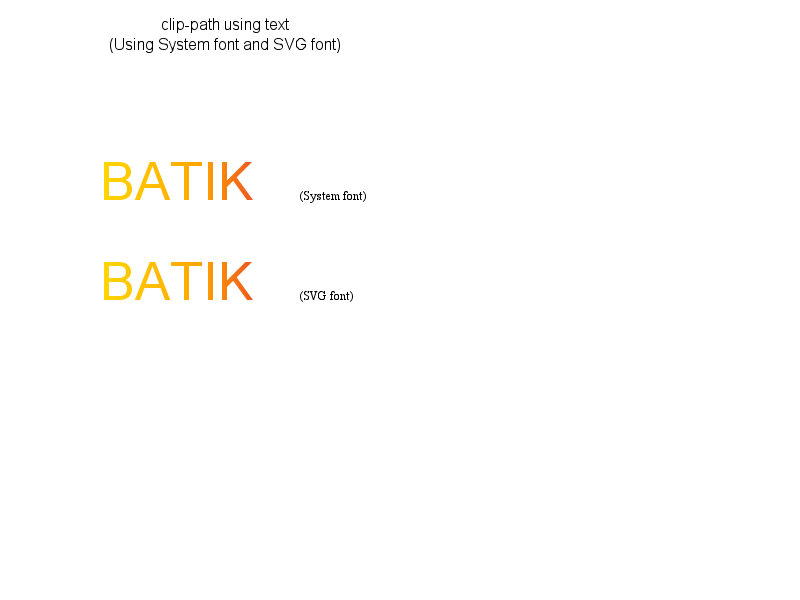 clip-path using text
(Using System font and SVG font)
BATIK (System font)
BATIK (SVG font)